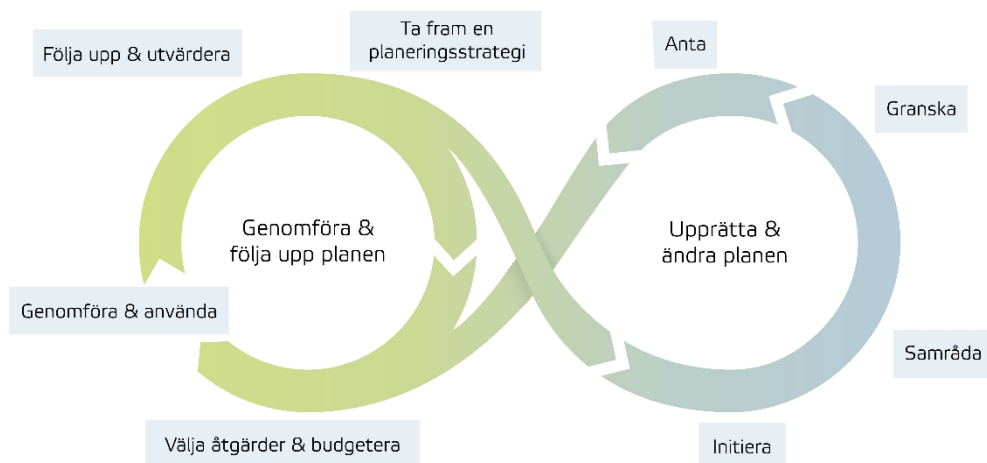 Följa upp & utvärdera
Ta fram en
planeringsstrategi
Anta
Granska
Genomföra &
följa upp planen
Upprätta &
ändra planen
Genomföra & använda
Samråda
Välja åtgärder & budgetera
Initiera